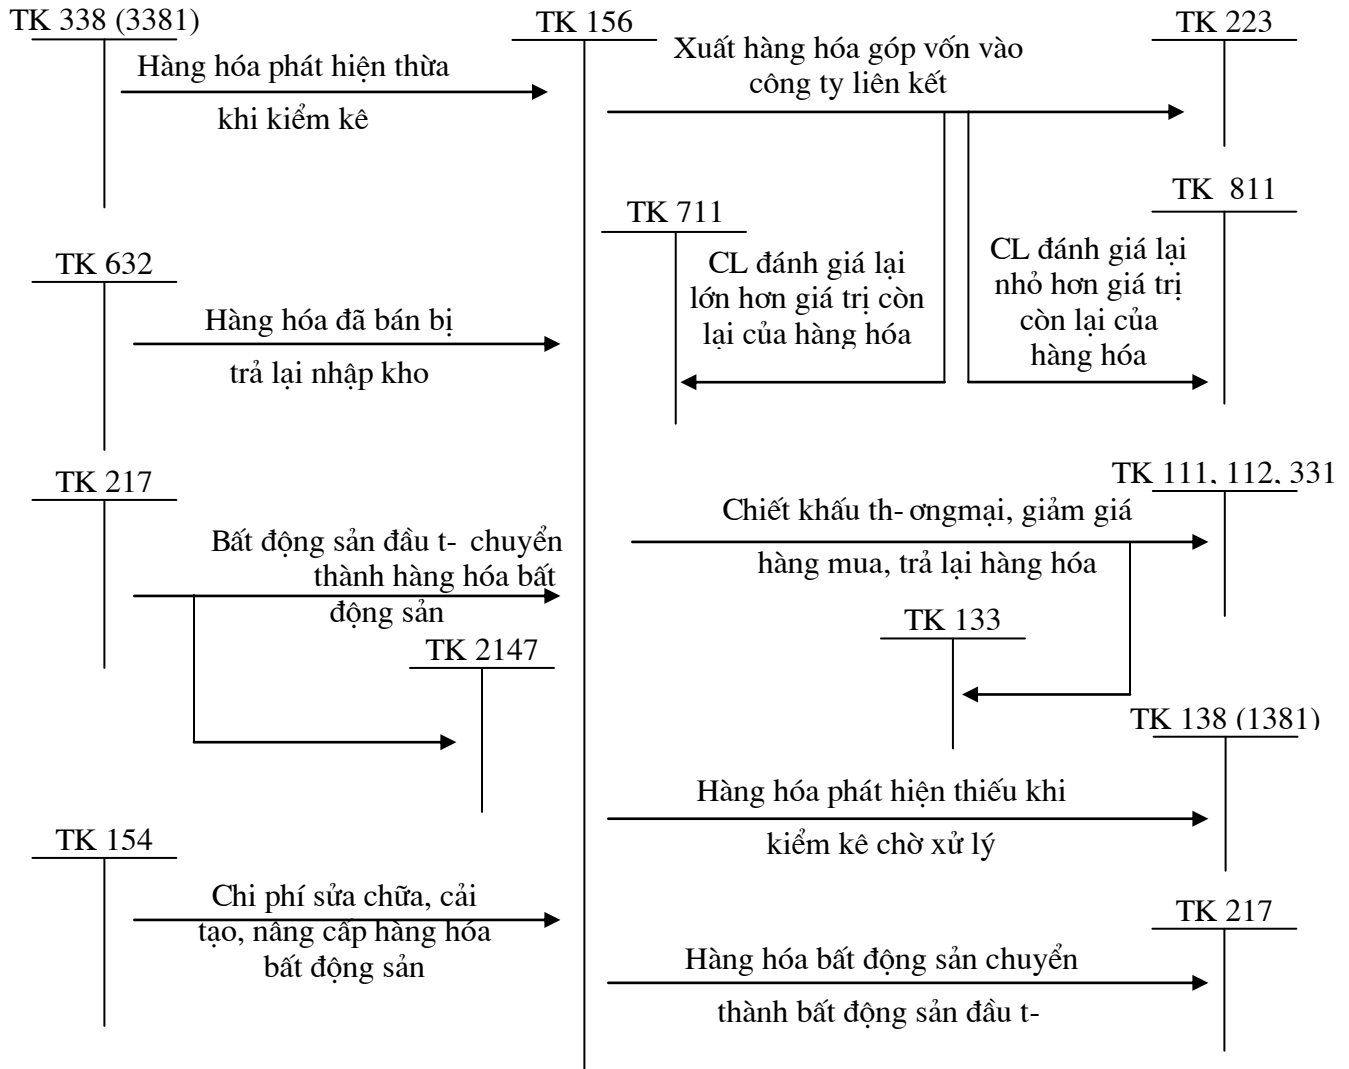 TK 338 (3381)
Hàng hóa phát hiện thừa
khi kiểm kê
TK 156
Xuất hàng hóa góp vốn vào
công ty liên kết
TK 223
TK 711
CL đánh giá lại
lớn hơn giá trị còn
lại của hàng hóa
TK 811
CL đánh giá lại
nhỏ hơn giá trị
còn lại của
hàng hóa
TK 632
Hàng hóa đã bán bị
trả lại nhập kho
TK 217
Bất động sản đầu t- chuyển
thành hàng hóa bất
động sản
TK 2147
TK 111, 112, 331
Chiết khấu th- ơngmại, giảm giá
hàng mua, trả lại hàng hóa
TK 133
TK 138 (1381)
Hàng hóa phát hiện thiếu khi
kiểm kê chờ xử lý
TK 154
Chi phí sửa chữa, cải
tạo, nâng cấp hàng hóa
bất động sản
TK 217
Hàng hóa bất động sản chuyển
thành bất động sản đầu t-